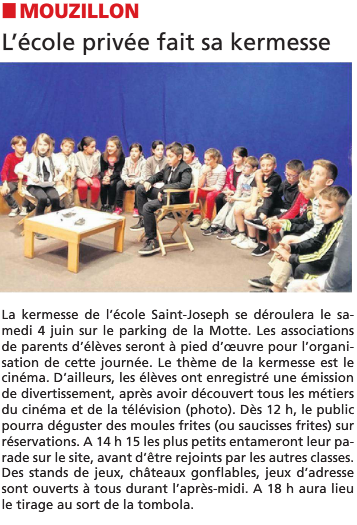 MOUZILLON
L'école privée fait sa kermesse
La kermesse de l'école Saint-Joseph se déroulera le sa-
medi 4 juin sur le parking de la Motte. Les associations
de parents d'élèves seront à pied d'œuvre pour l'organi-
sation de cette journée. Le thème de la kermesse est le
cinéma. D'ailleurs, les élèves ont enregistré une émission
de divertissement, après avoir découvert tous les métiers
du cinéma et de la télévision (photo). Dès 12 h, le public
pourra déguster des moules frites (ou saucisses frites) sur
réservations. A 14 h 15 les plus petits entameront leur pa-
rade sur le site, avant d'être rejoints par les autres classes.
Des stands de jeux, châteaux gonflables, jeux d'adresse
sont ouverts à tous durant l'après-midi. A 18 h aura lieu
le tirage au sort de la tombola.